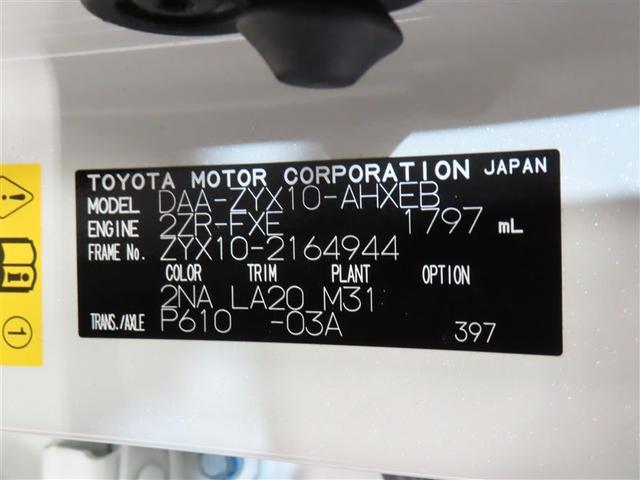 TOYOTA MOTOR CORPORATION JAPAN
MODEL DAA-ZYX10-AHXEB
ENGINE 2ZR-FXE 1797 mL
FRAME No. ZYX10-2164944
COLOR TRIM PLANT OPTION
2NA LA20 M31
TRANS./AXLE P610 -03A 397
! 
i
1